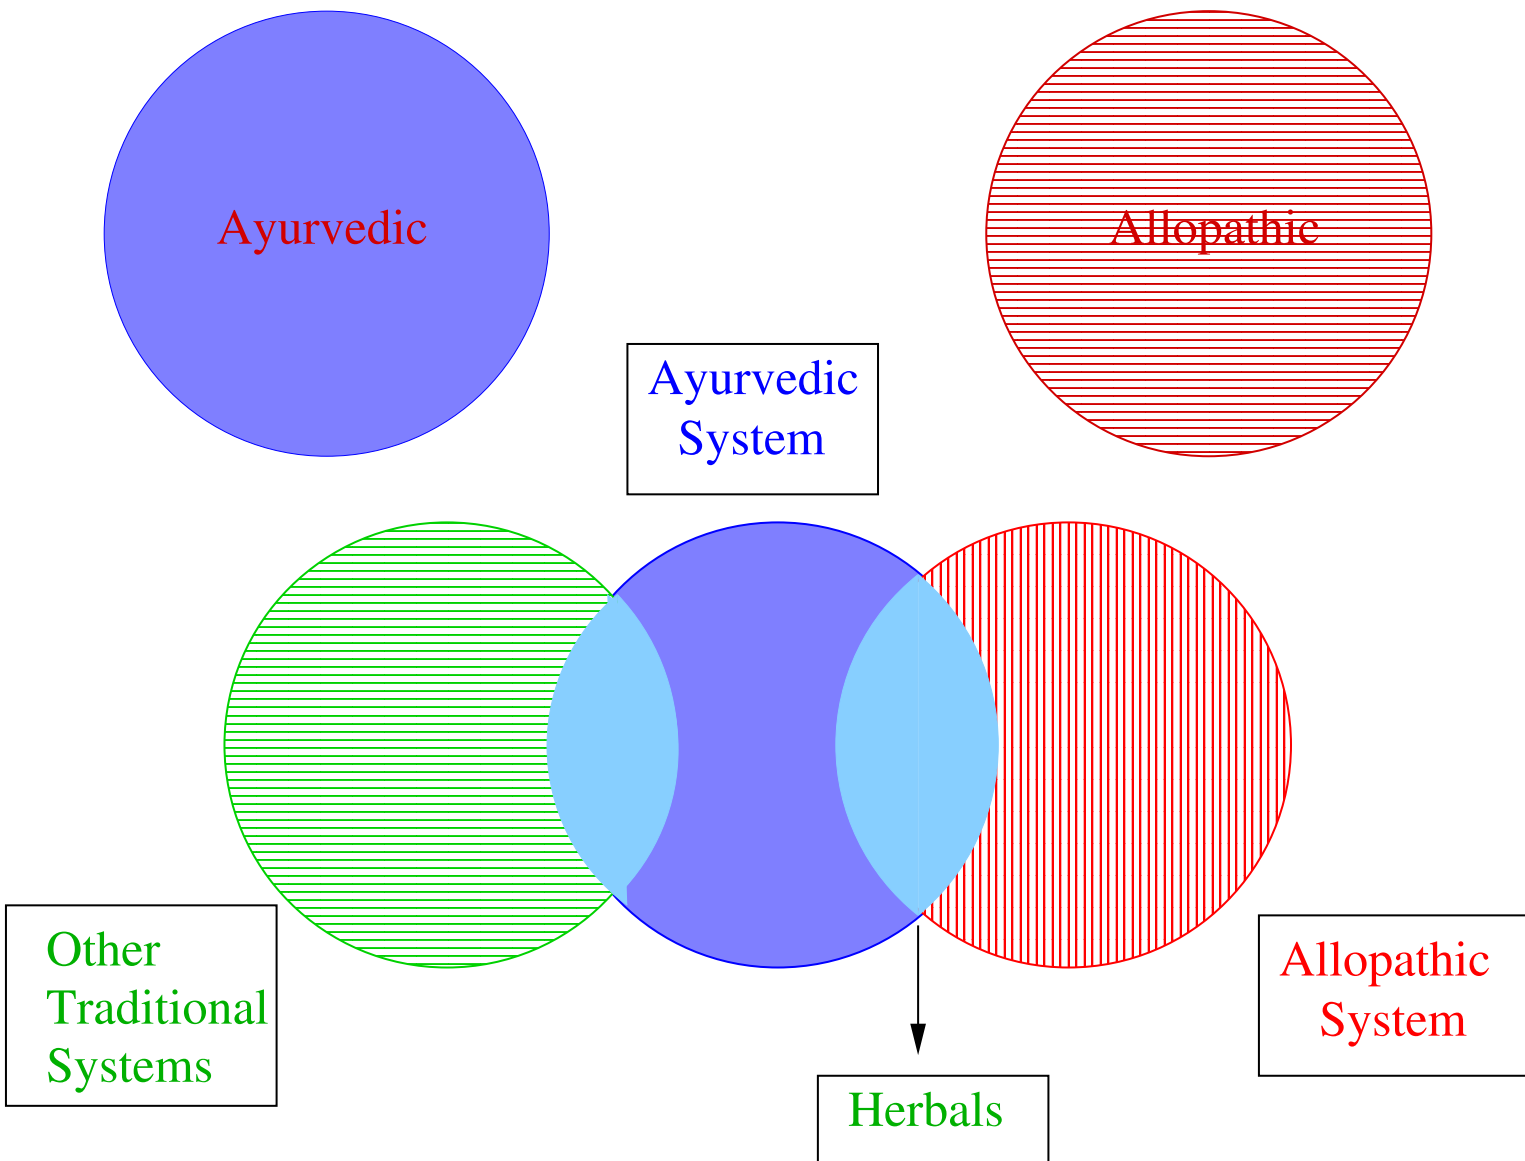 Ayurvedic
Allopathic
Ayurvedic
System
Other
Traditional
Systems
Allopathic
System
Herbals